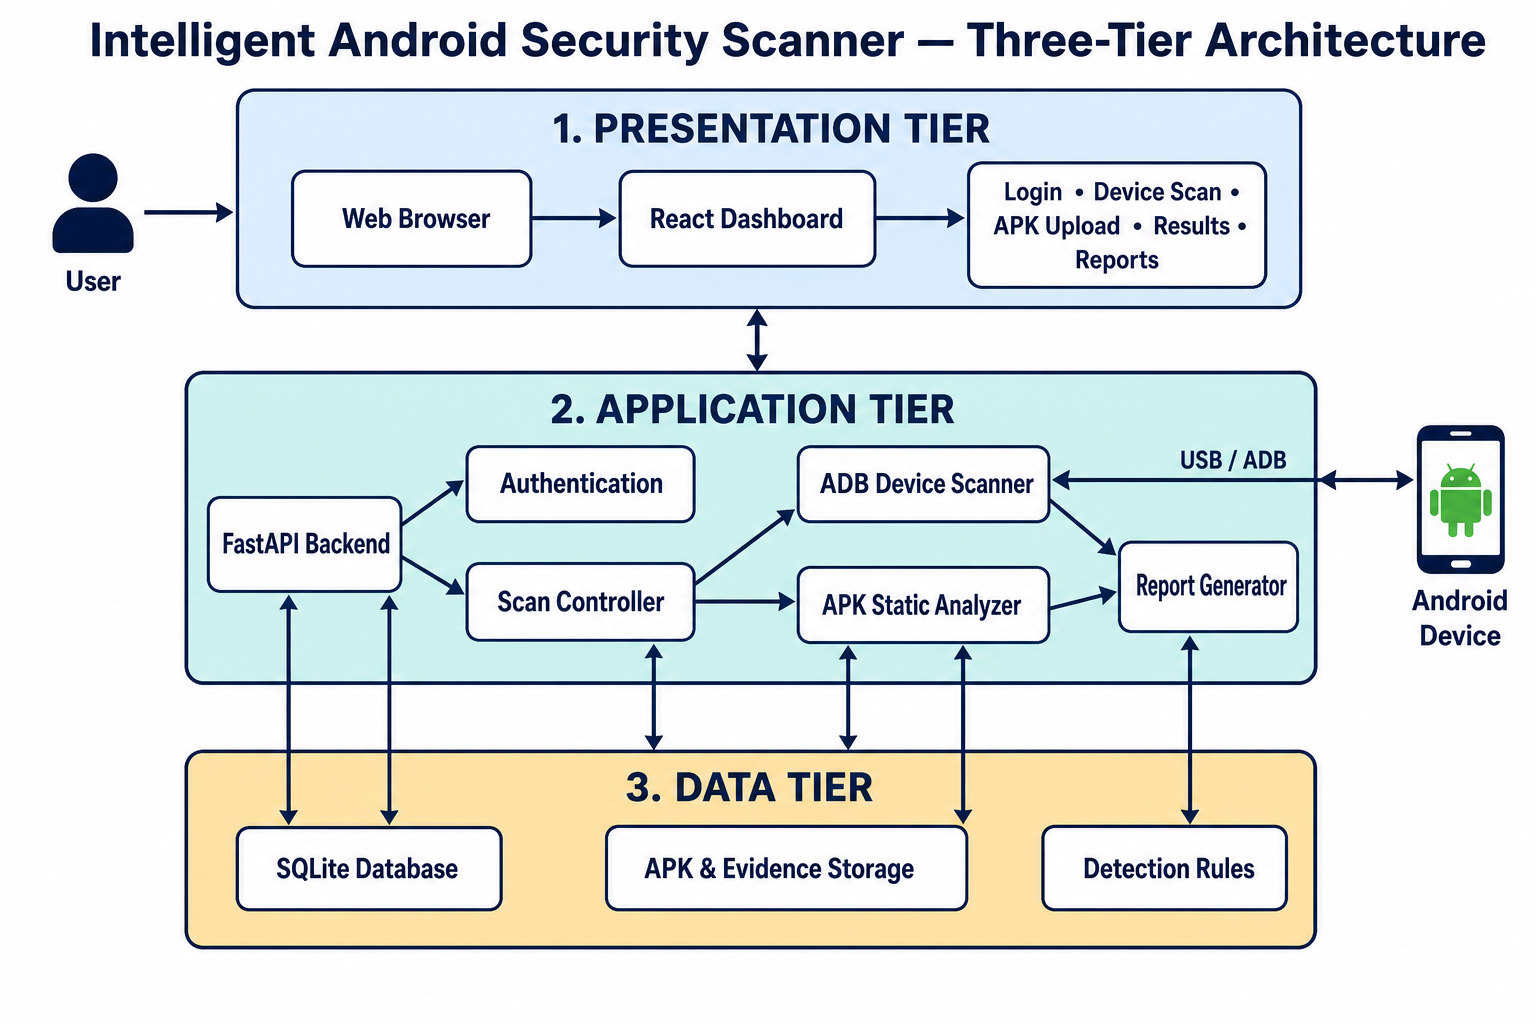 Intelligent Android Security Scanner — Three-Tier Architecture
1. PRESENTATION TIER
User
Web Browser
React Dashboard
Login • Device Scan •
APK Upload • Results •
Reports
2. APPLICATION TIER
FastAPI Backend
Authentication
Scan Controller
ADB Device Scanner
APK Static Analyzer
USB / ADB
Report Generator
Android
Device
3. DATA TIER
SQLite Database
APK & Evidence Storage
Detection Rules